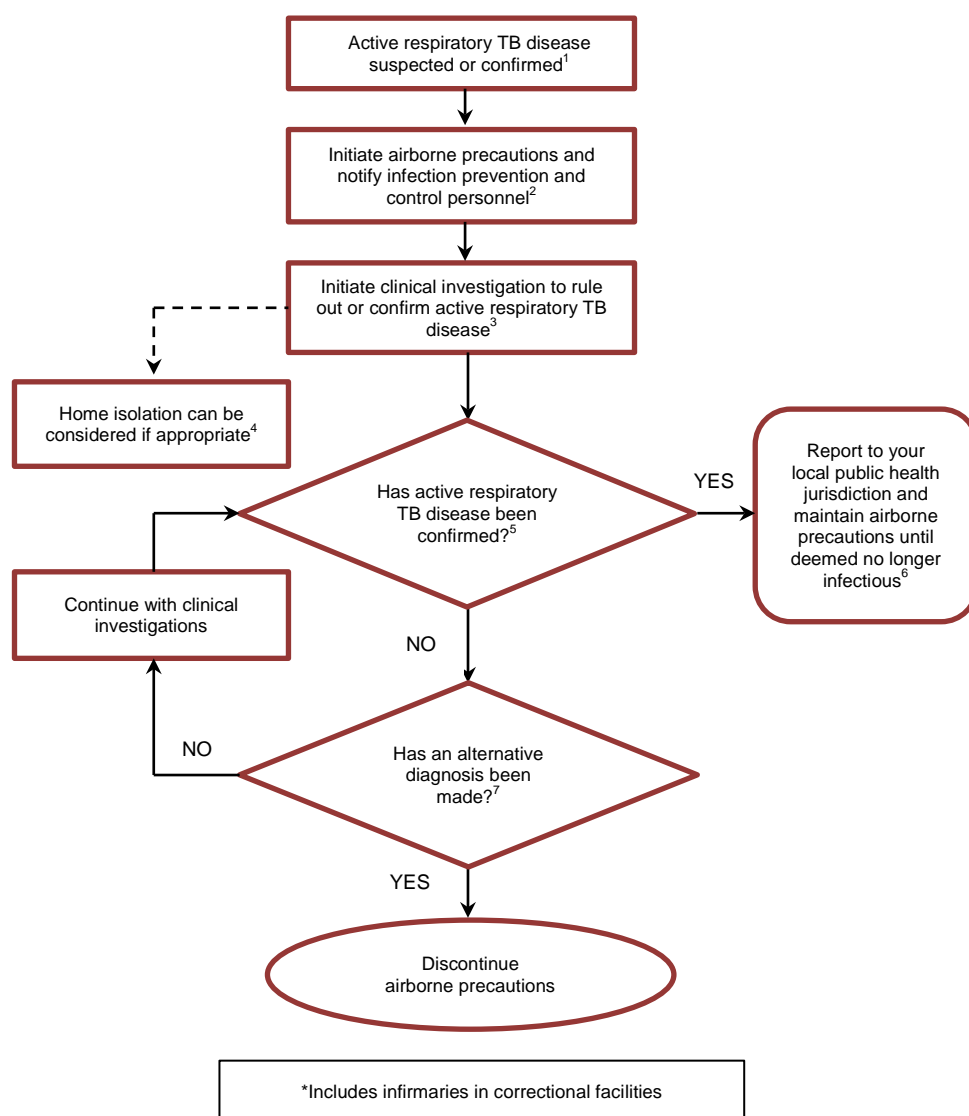 Active respiratory TB disease
suspected or confirmed1
Initiate airborne precautions and
notify infection prevention and
control personnel2
Initiate clinical investigation to rule
out or confirm active respiratory TB
disease3
Home isolation can be
considered if appropriate4
Has active respiratory
TB disease been
confirmed?5
YES
Report to your
local public health
jurisdiction and
maintain airborne
precautions until
deemed no longer
infectious6
Continue with clinical
investigations
NO
NO
Has an alternative
diagnosis been
made?7
YES
Discontinue
airborne precautions
*Includes infirmaries in correctional facilities